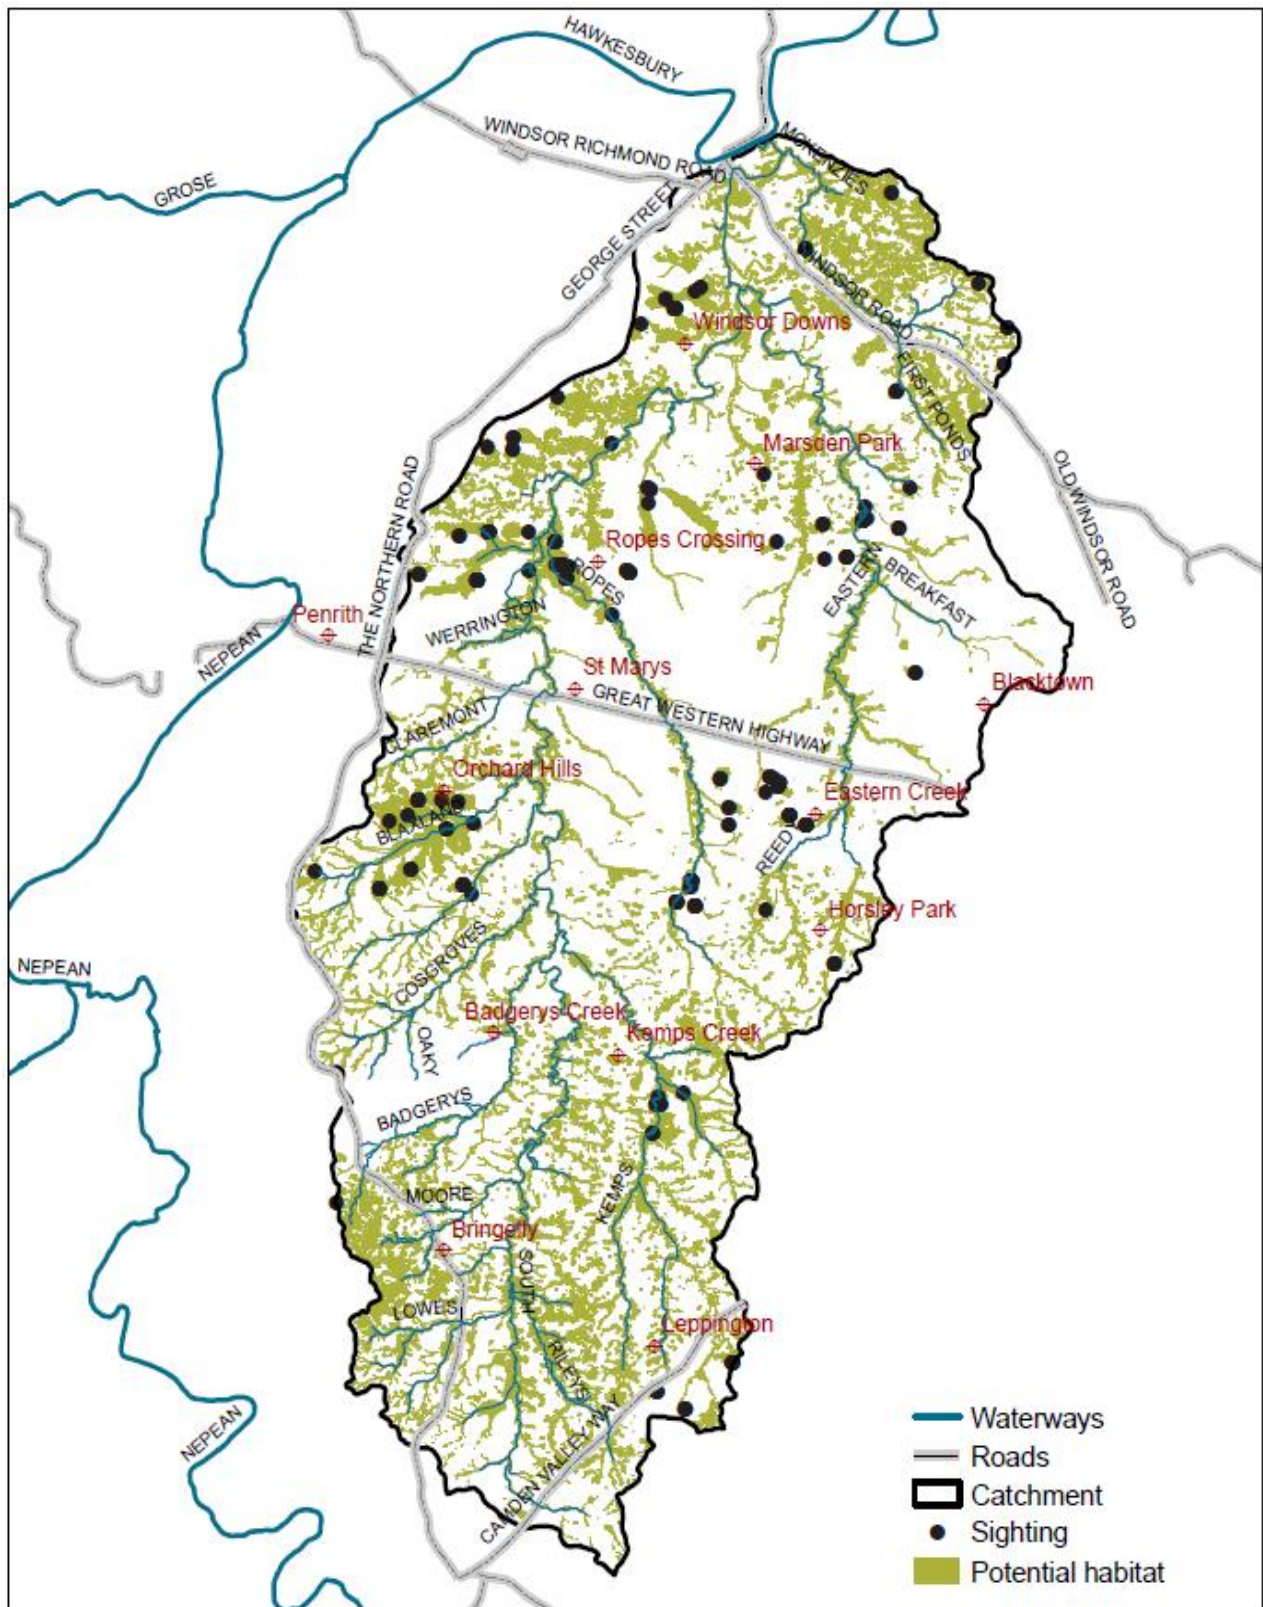 HAWKESBURY
WINDSOR RICHMOND ROAD
MCKENZIES
GROSE
GEORGE STREET
WINDSOR ROAD
Windsor Downs
FIRST PONDS
Marsden Park
OLD WINDSOR ROAD
THE NORTHERN ROAD
Ropes Crossing
ROPES
EASTERN
BREAKFAST
Penrith
WERRINGTON
NEPEAN
St Marys
Blacktown
GREAT WESTERN HIGHWAY
CLAREMONT
Orchard Hills
Eastern Creek
BLAXLAND
REED
Horsley Park
COSGROVES
NEPEAN
Badgerys Creek
Kemps Creek
OAKY
BADGERYS
KEMPS
MOORE
Bringelly
SOUTH
LOWES
Leppington
RILEYS
NEPEAN
CAMDEN VALLEY WAY
Waterways
Roads
Catchment
Sighting
Potential habitat